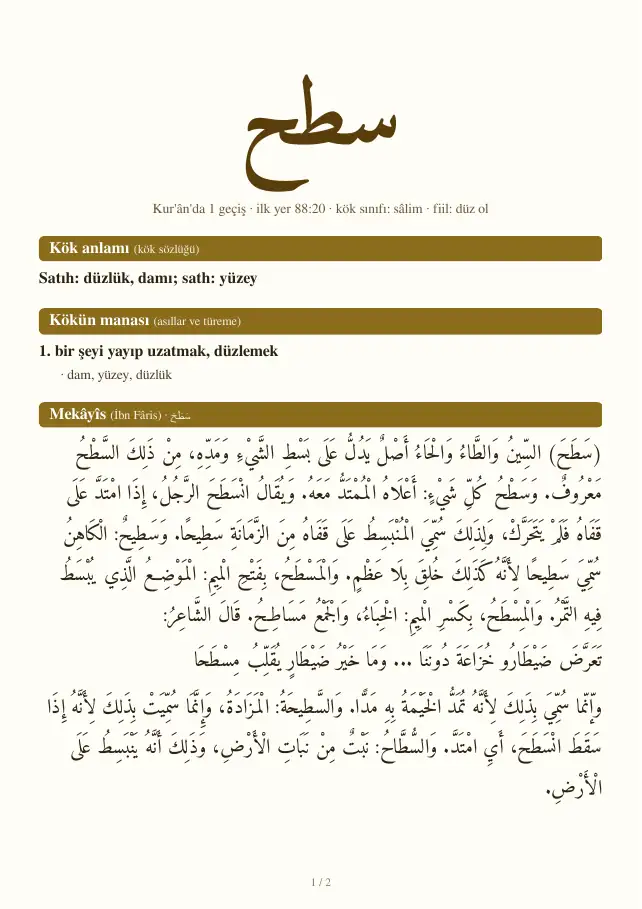 سطح
Kur'ân'da 1 geçiş · ilk yer 88:20 · kök sınıfı: sâlim · fiil: düz ol
Kök anlamı (kök sözlüğü)
Satıh: düzlük, damı; sath: yüzey
Kökün manası (asıllar ve türeme)
1. bir şeyi yayıp uzatmak, düzlemek
· dam, yüzey, düzlük
Mekâyîs (İbn Fâris) · سَطَحَ
(سَطَحَ) السِّينُ وَالطَّاءُ وَالْحَاءُ أَصْلٌ يَدُلُّ عَلَى بَسْطِ الشَّيْءِ وَمَدِّهِ، مِنْ ذَلِكَ السَّطْحُ
مَعْرُوفٌ. وَسَطْحُ كُلِّ شَيْءٍ: أَعْلَاهُ الْمُمْتَدُّ مَعَهُ. وَيُقَالُ انْسَطَحَ الرَّجُلُ، إِذَا امْتَدَّ عَلَى
قَفَاهُ فَلَمْ يَتَحَرَّكْ، وَلِذَلِكَ سُمِّيَ الْمُنْبَسِطُ عَلَى قَفَاهُ مِنَ الزَّمَانَةِ سَطِيحًا. وَسَطِيحٌ: الْكَاهِنُ
سُمِّيَ سَطِيحًا لِأَنَّهُ كَذَلِكَ خُلِقَ بِلَا عَظْمٍ. وَالْمَسْطَحُ، بِفَتْحِ الْمِيمِ: الْمَوْضِعُ الَّذِي يُبْسَطُ
فِيهِ التَّمْرُ. وَالْمِسْطَحُ، بِكَسْرِ الْمِيمِ: الْخِبَاءُ، وَالْجَمْعُ مَسَاطِحُ. قَالَ الشَّاعِرُ:
تَعَرَّضَ ضَيْطَارُو خُزَاعَةَ دُونَنَا ... وَمَا خَيْرُ ضَيْطَارٍ يُقَلِّبُ مِسْطَحَا
وَإِنَّمَا سُمِّيَ بِذَلِكَ لِأَنَّهُ تُمَدُّ الْخَيْمَةُ بِهِ مَدًّا. وَالسَّطِيحَةُ: الْمَزَادَةُ، وَإِنَّمَا سُمِّيَتْ بِذَلِكَ لِأَنَّهُ إِذَا
سَقَطَ انْسَطَحَ، أَيِ امْتَدَّ. وَالسُّطَّاحُ: نَبْتٌ مِنْ نَبَاتِ الْأَرْضِ، وَذَلِكَ أَنَّهُ يَنْبَسِطُ عَلَى
الْأَرْضِ.
1 / 2